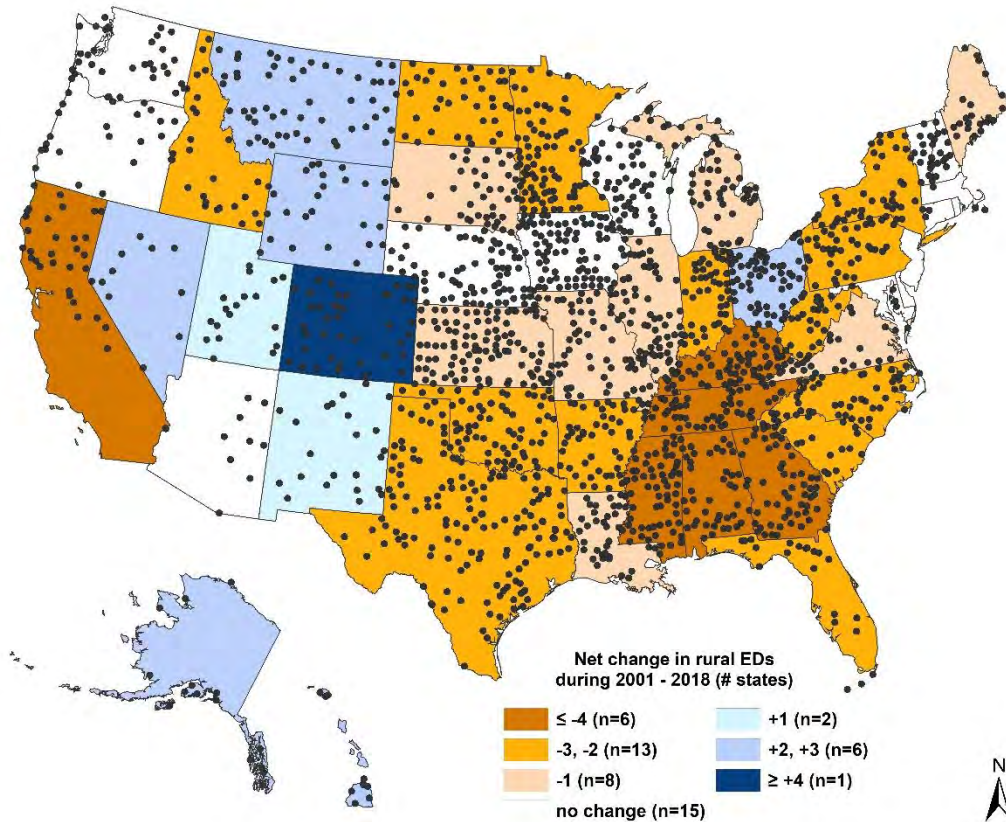 Net change in rural EDs
during 2001 - 2018 (# states)
≤ -4 (n=6)
+1 (n=2)
-3, -2 (n=13)
+2, +3 (n=6)
-1 (n=8)
≥ +4 (n=1)
no change (n=15)
N